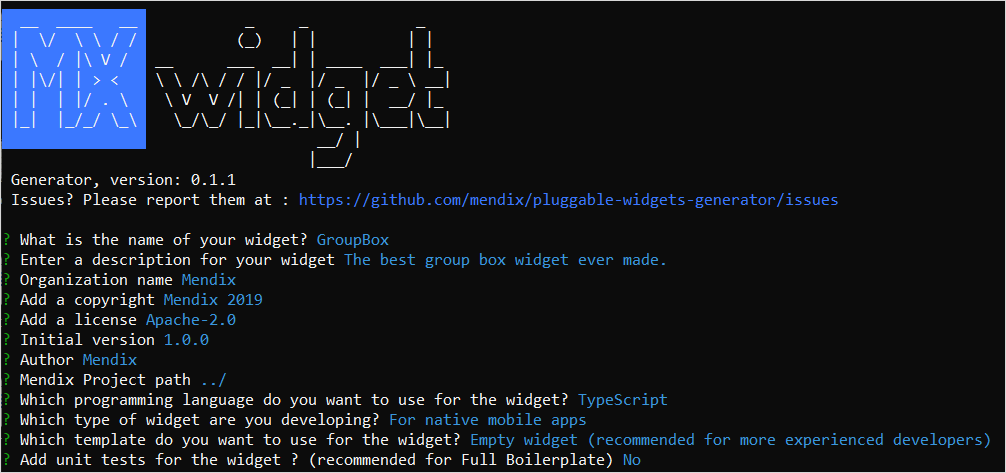 MX widget
Generator, version: 0.1.1
Issues? Please report them at : https://github.com/mendix/pluggable-widgets-generator/issues
? What is the name of your widget? GroupBox
? Enter a description for your widget The best group box widget ever made.
? Organization name Mendix
? Add a copyright Mendix 2019
? Add a license Apache-2.0
? Initial version 1.0.0
? Author Mendix
? Mendix Project path ../
? Which programming language do you want to use for the widget? TypeScript
? Which type of widget are you developing? For native mobile apps
? Which template do you want to use for the widget? Empty widget (recommended for more experienced developers)
? Add unit tests for the widget ? (recommended for Full Boilerplate) No